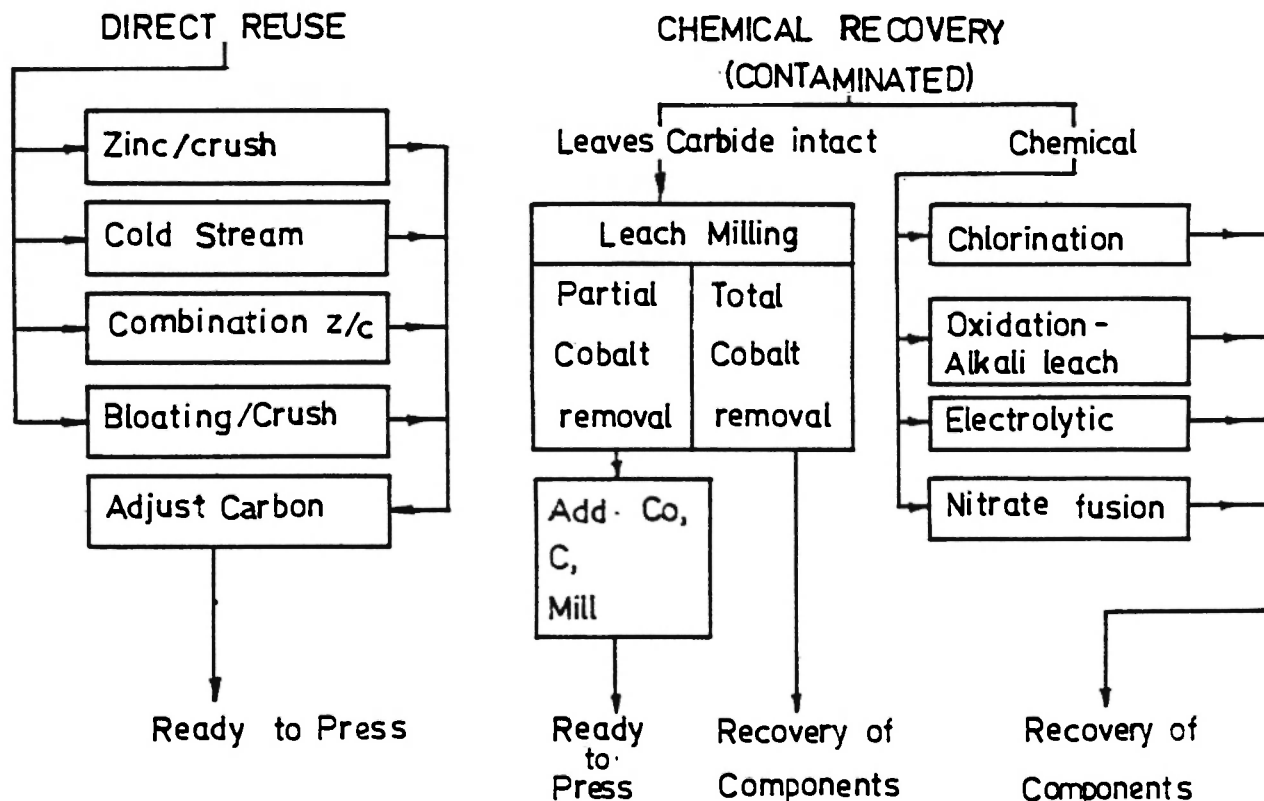 DIRECT REUSE
Zinc/crush
Cold Stream
Combination z/c
Bloating/Crush
Adjust Carbon
Ready to Press
CHEMICAL RECOVERY
(CONTAMINATED)
Leaves Carbide intact
Leach Milling
Partial
Cobalt
removal
Total
Cobalt
removal
Add. Co,
C,
Mill
Ready
to
Press
Recovery of
Components
Chemical
Chlorination
Oxidation -
Alkali leach
Electrolytic
Nitrate fusion
Recovery of
Components